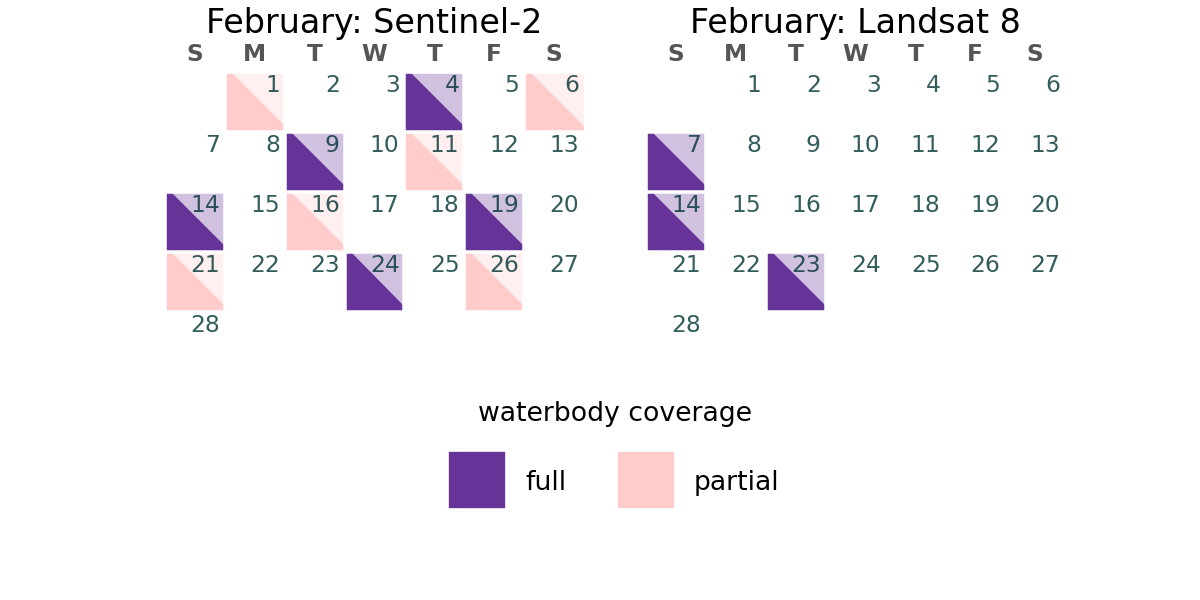 February: Sentinel-2
S M T W T F S
1 2 3 4 5 6
7 8 9 10 11 12 13
14 15 16 17 18 19 20
21 22 23 24 25 26 27
28
February: Landsat 8
S M T W T F S
1 2 3 4 5 6
7 8 9 10 11 12 13
14 15 16 17 18 19 20
21 22 23 24 25 26 27
28
waterbody coverage
full
partial